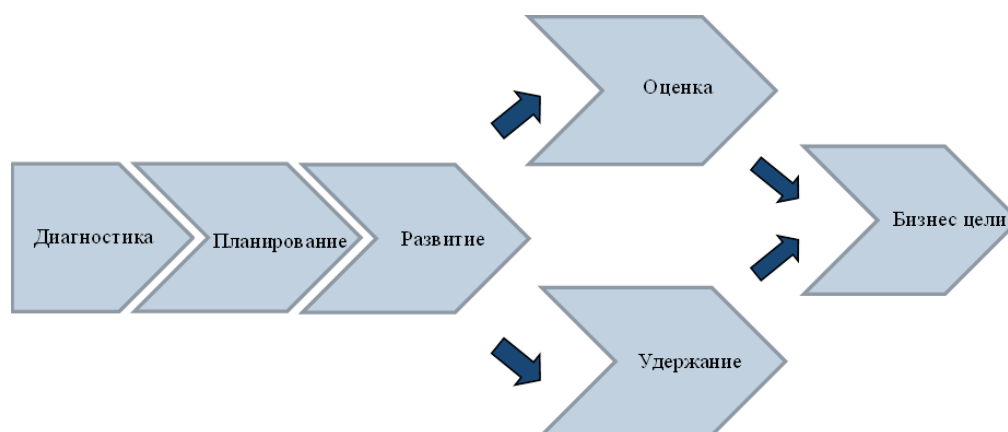 Диагностика
Планирование
Развитие
Оценка
Удержание
Бизнес цели